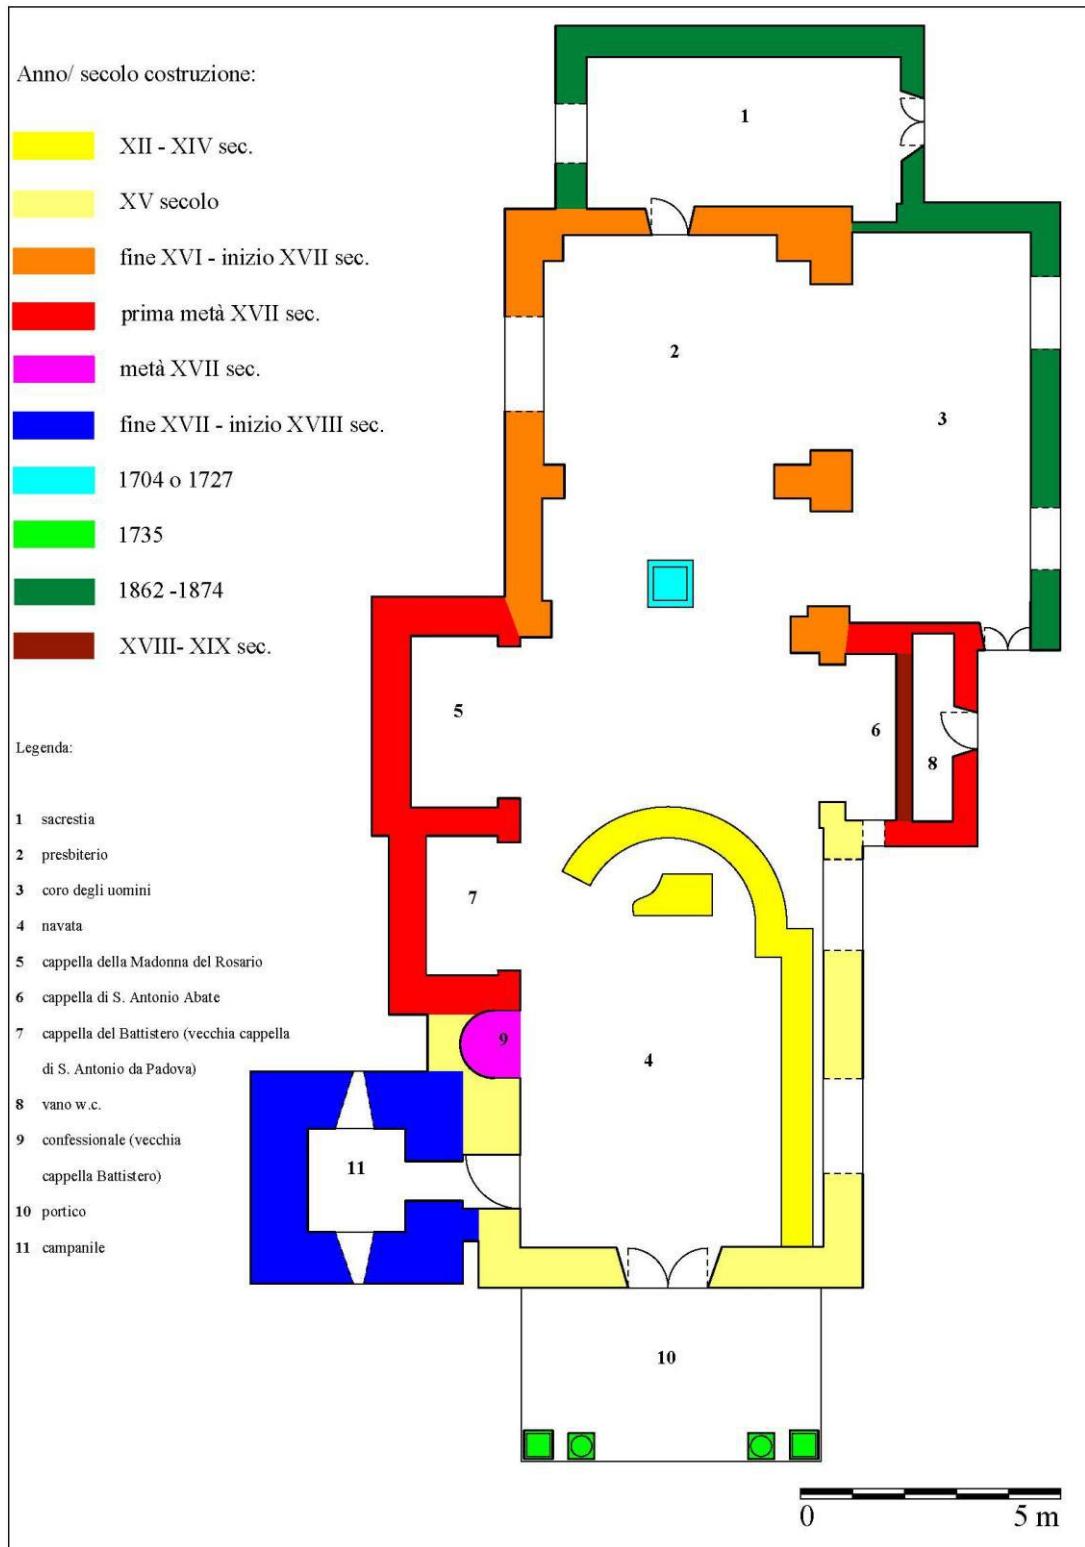 Anno/ secolo costruzione:
XII - XIV sec.
XV secolo
fine XVI - inizio XVII sec.
prima metà XVII sec.
metà XVII sec.
fine XVII - inizio XVIII sec.
1704 o 1727
1735
1862 -1874
XVIII- XIX sec.
Legenda:
1 sacrestia
2 presbiterio
3 coro degli uomini
4 navata
5 cappella della Madonna del Rosario
6 cappella di S. Antonio Abate
7 cappella del Battistero (vecchia cappella
di S. Antonio da Padova)
8 vano w.c.
9 confessionale (vecchia
cappella Battistero)
10 portico
11 campanile
1
2
3
5
6
8
7
9
4
11
10
0 5 m